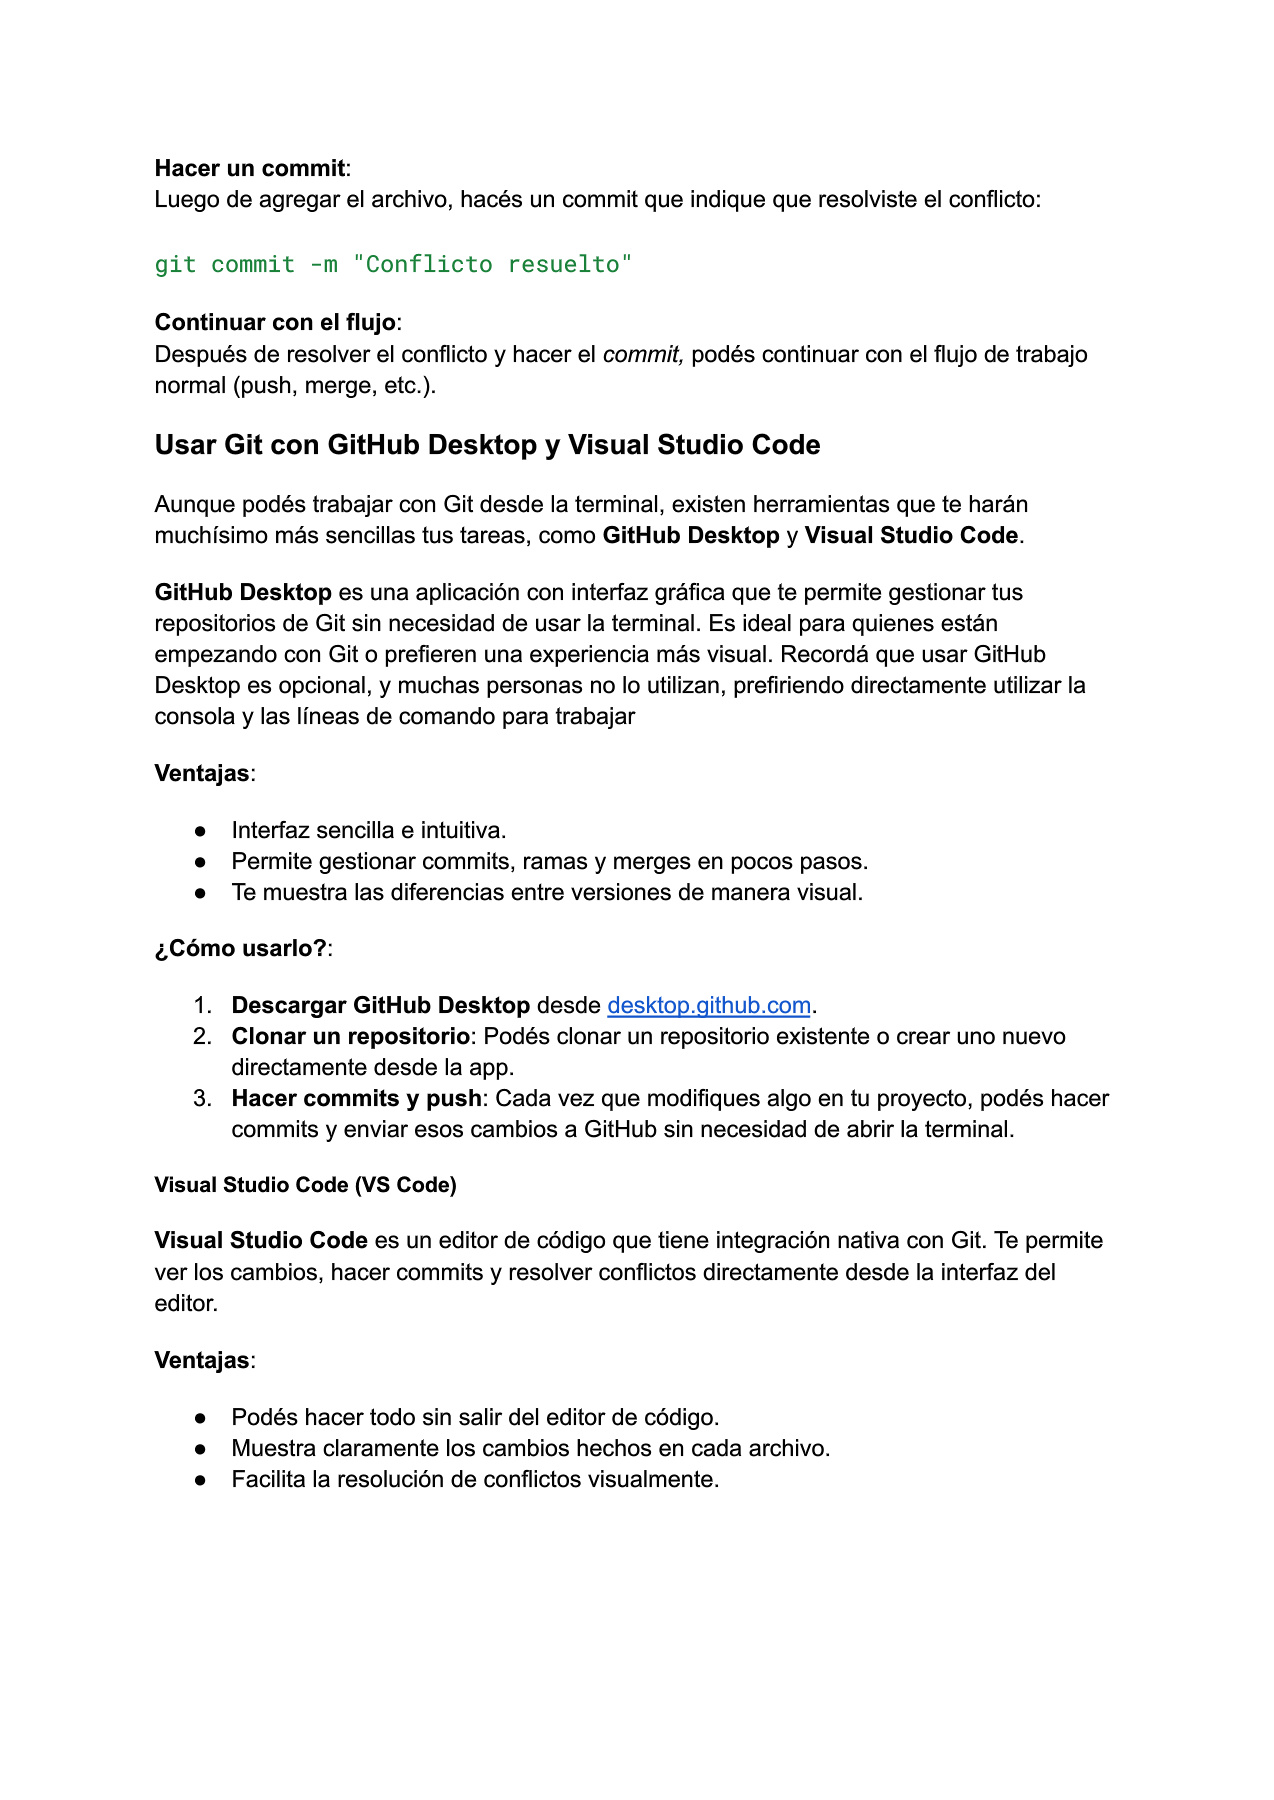 Hacer un commit:
Luego de agregar el archivo, hacés un commit que indique que resolviste el conflicto:
git commit -m "Conflicto resuelto"
Continuar con el flujo:
Después de resolver el conflicto y hacer el commit, podés continuar con el flujo de trabajo
normal (push, merge, etc.).
Usar Git con GitHub Desktop y Visual Studio Code
Aunque podés trabajar con Git desde la terminal, existen herramientas que te harán
muchísimo más sencillas tus tareas, como GitHub Desktop y Visual Studio Code.
GitHub Desktop es una aplicación con interfaz gráfica que te permite gestionar tus
repositorios de Git sin necesidad de usar la terminal. Es ideal para quienes están
empezando con Git o prefieren una experiencia más visual. Recordá que usar GitHub
Desktop es opcional, y muchas personas no lo utilizan, prefiriendo directamente utilizar la
consola y las líneas de comando para trabajar
Ventajas:
● Interfaz sencilla e intuitiva.
● Permite gestionar commits, ramas y merges en pocos pasos.
● Te muestra las diferencias entre versiones de manera visual.
¿Cómo usarlo?:
1. Descargar GitHub Desktop desde desktop.github.com.
2. Clonar un repositorio: Podés clonar un repositorio existente o crear uno nuevo
directamente desde la app.
3. Hacer commits y push: Cada vez que modifiques algo en tu proyecto, podés hacer
commits y enviar esos cambios a GitHub sin necesidad de abrir la terminal.
Visual Studio Code (VS Code)
Visual Studio Code es un editor de código que tiene integración nativa con Git. Te permite
ver los cambios, hacer commits y resolver conflictos directamente desde la interfaz del
editor.
Ventajas:
● Podés hacer todo sin salir del editor de código.
● Muestra claramente los cambios hechos en cada archivo.
● Facilita la resolución de conflictos visualmente.